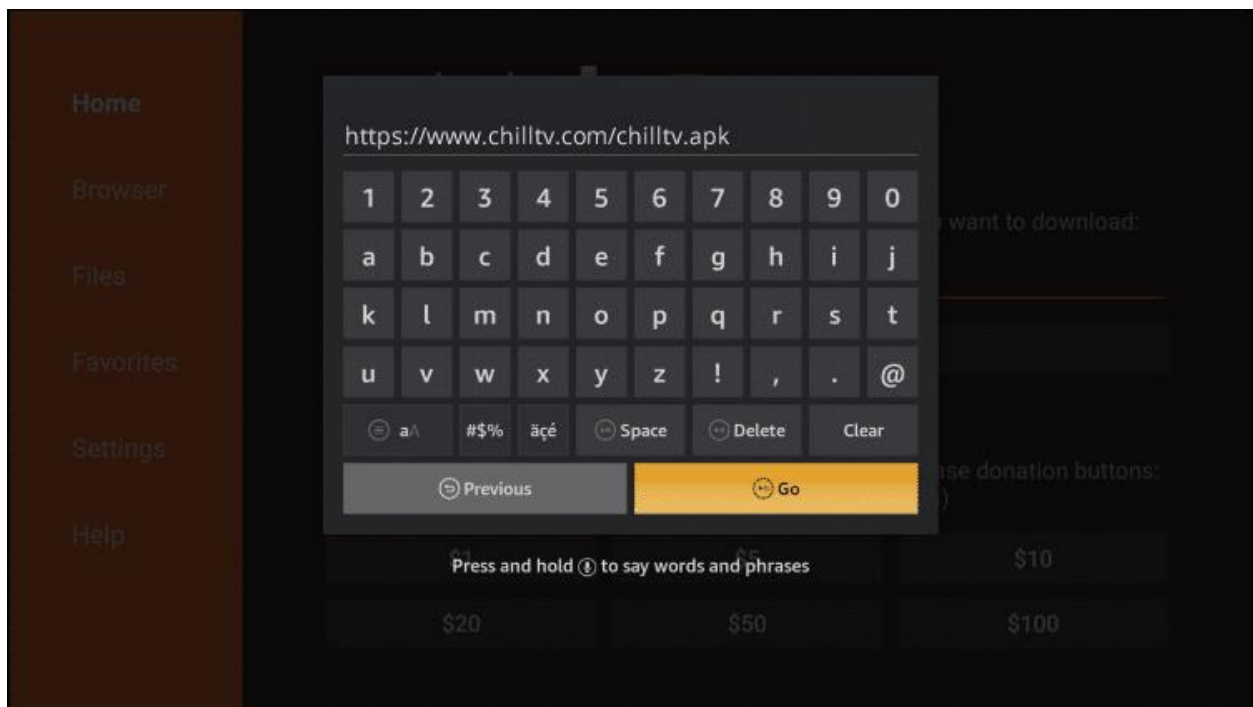 Home
https://www.chilltv.com/chilltv.apk
Browser
1 2 3 4 5 6 7 8 9 0
want to download:
a b c d e f g h i j
Files
k l m n o p q r s t
Favorites
u v w x y z ! , . @
aA #$% äçé Space Delete Clear
Settings
donation buttons:
)
Previous Go
Help
$1 $5 $10
Press and hold to say words and phrases
$20 $50 $100